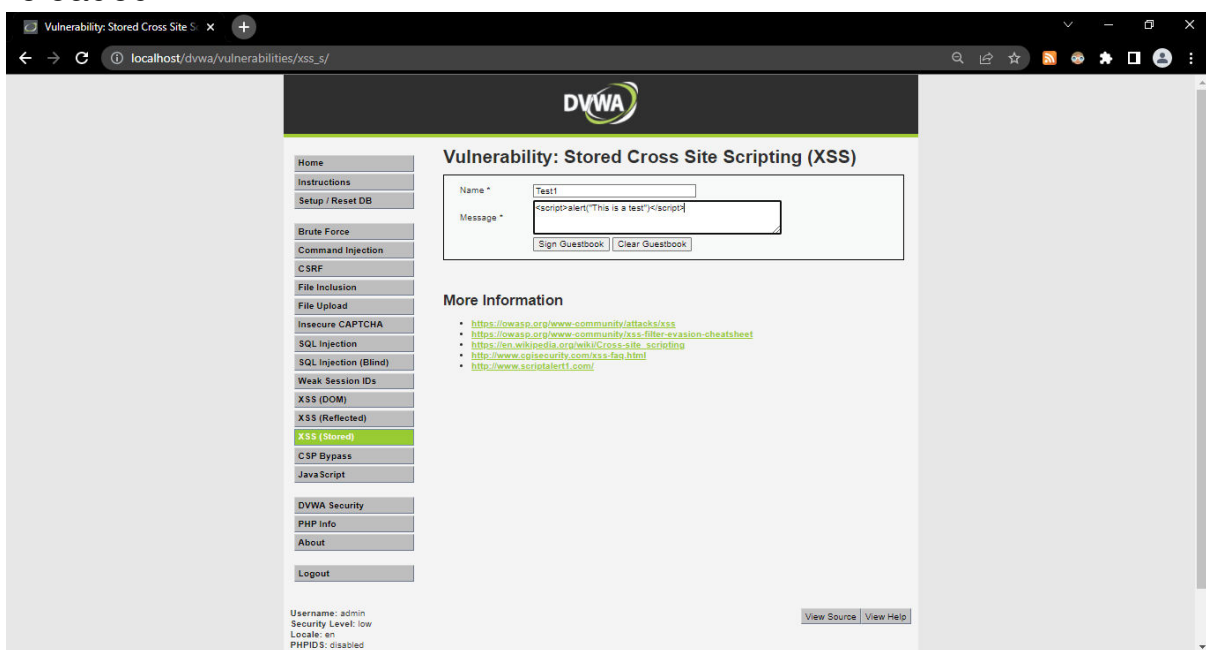 Vulnerability: Stored Cross Site S
localhost/dvwa/vulnerabilities/xss_s/
DVWA
Home
Instructions
Setup / Reset DB
Brute Force
Command Injection
CSRF
File Inclusion
File Upload
Insecure CAPTCHA
SQL Injection
SQL Injection (Blind)
Weak Session IDs
XSS (DOM)
XSS (Reflected)
XSS (Stored)
CSP Bypass
JavaScript
DVWA Security
PHP Info
About
Logout
Username: admin
Security Level: low
Locale: en
PHPIDS: disabled
Vulnerability: Stored Cross Site Scripting (XSS)
Name * Test1
Message * <script>alert("This is a test")</script>
Sign Guestbook Clear Guestbook
More Information
https://owasp.org/www-community/attacks/xss
https://owasp.org/www-community/xss-filter-evasion-cheatsheet
https://en.wikipedia.org/wiki/Cross-site_scripting
http://www.cgisecurity.com/xss-faq.html
http://www.scriptalert1.com/
View Source View Help